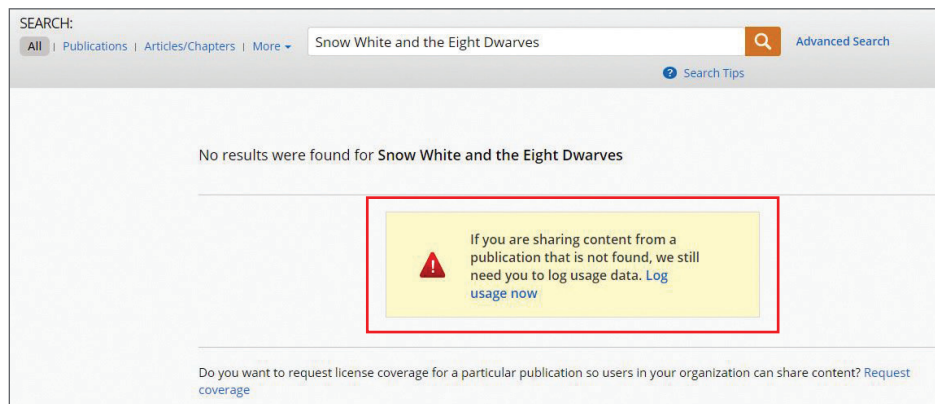 SEARCH:
All | Publications | Articles/Chapters | More
Snow White and the Eight Dwarves
Advanced Search
? Search Tips
No results were found for Snow White and the Eight Dwarves
If you are sharing content from a
publication that is not found, we still
need you to log usage data. Log
usage now
Do you want to request license coverage for a particular publication so users in your organization can share content? Request
coverage